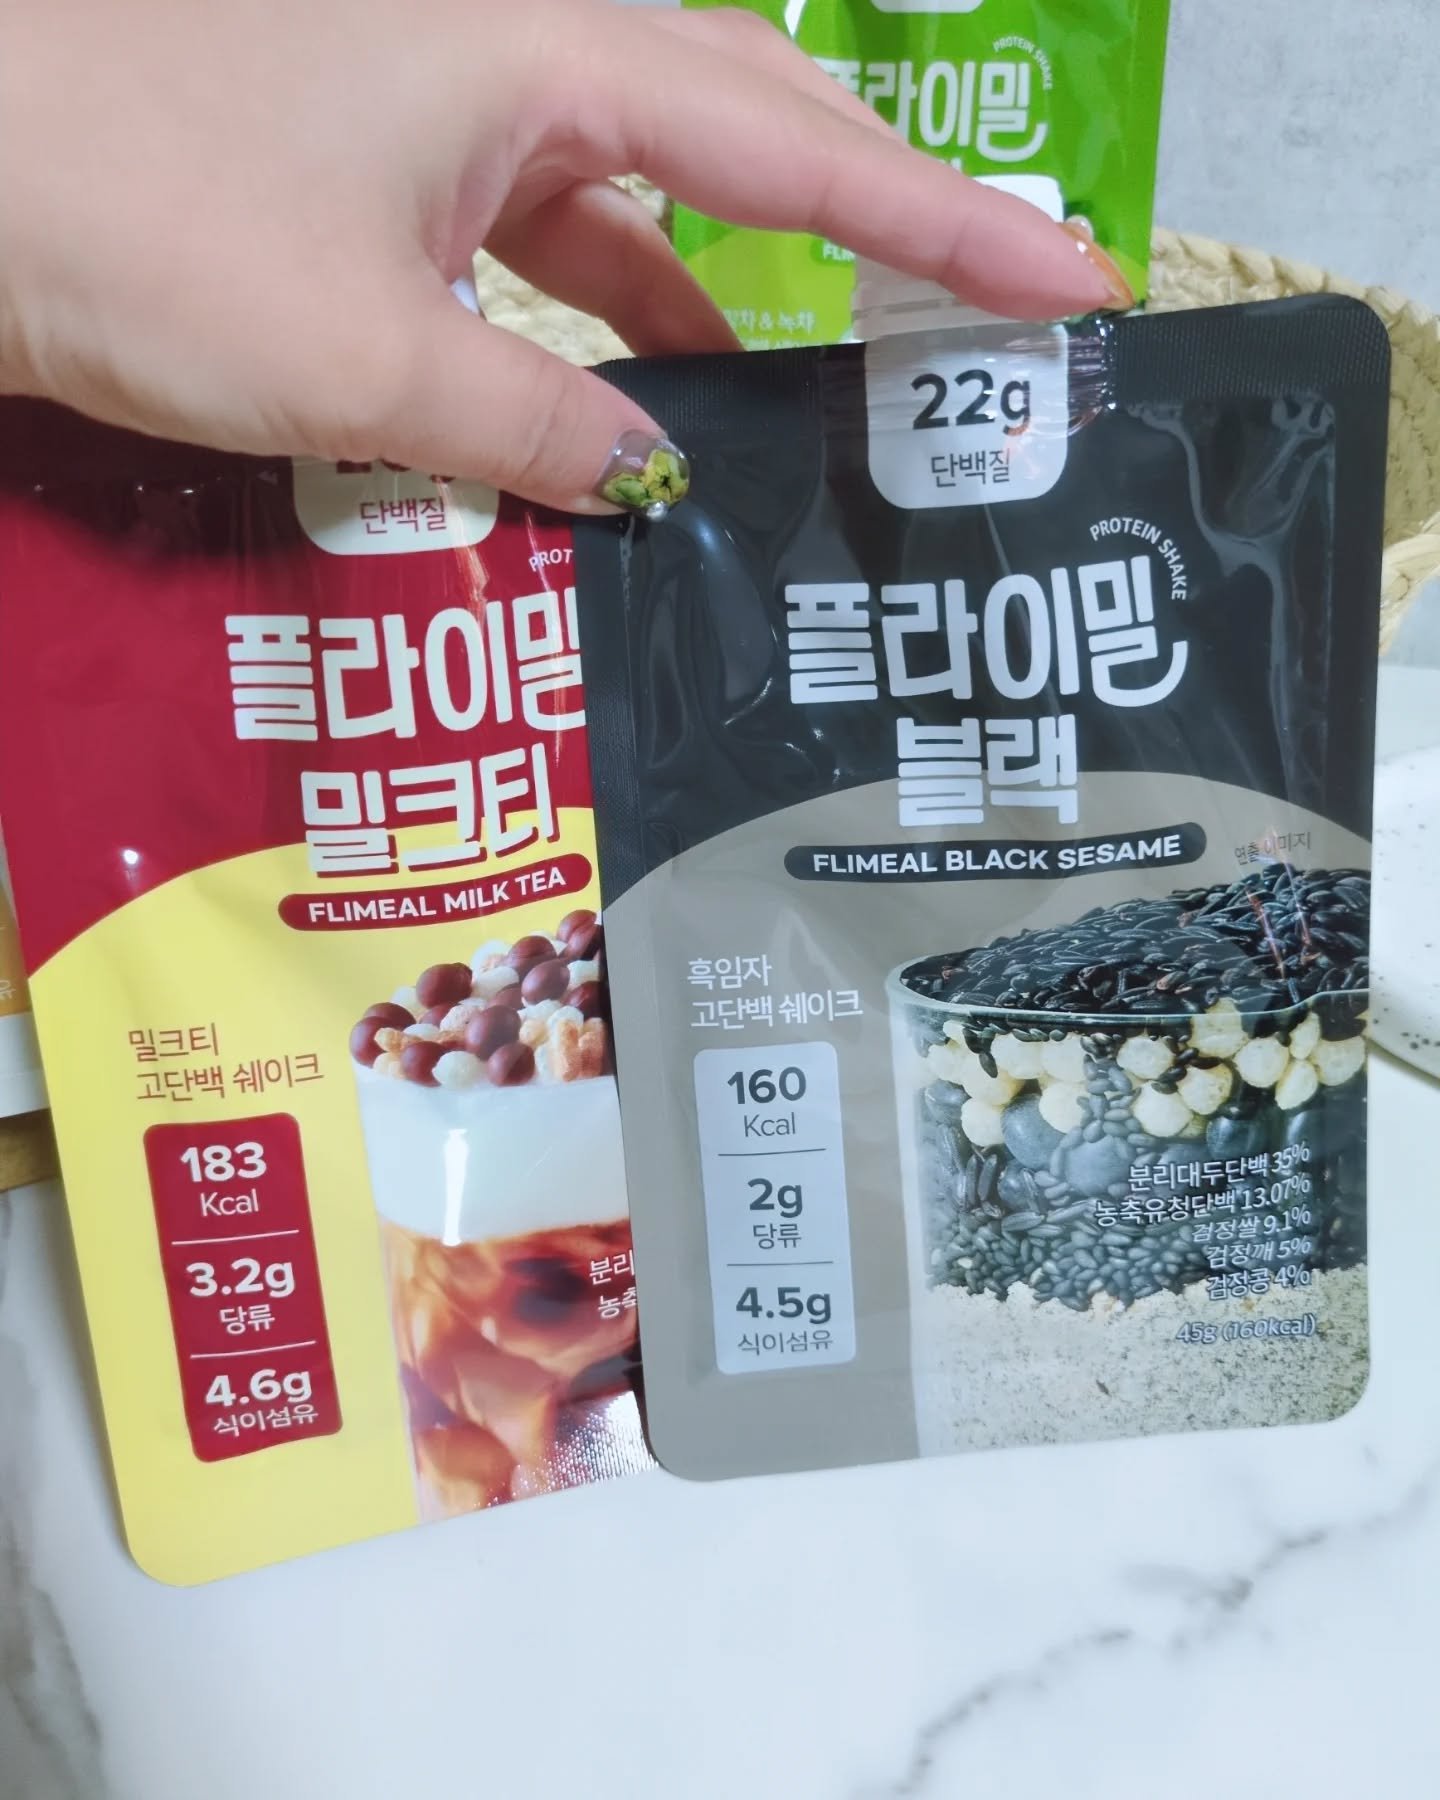 PROTEIN SHAKE
플라이밀
& 녹차
단백질
플라이밀
밀크티
FLIMEAL MILK TEA
밀크티
고단백 쉐이크
183
Kcal
3.2g
당류
4.6g
식이섬유
22g
단백질
PROTEIN SHAKE
플라이밀
블랙
FLIMEAL BLACK SESAME
연출이미지
흑임자
고단백 쉐이크
160
Kcal
2g
당류
4.5g
식이섬유
분리대두단백 35%
농축유청단백 13.07%
검정쌀 9.1%
검정깨 5%
검정콩 4%
45g (160kcal)